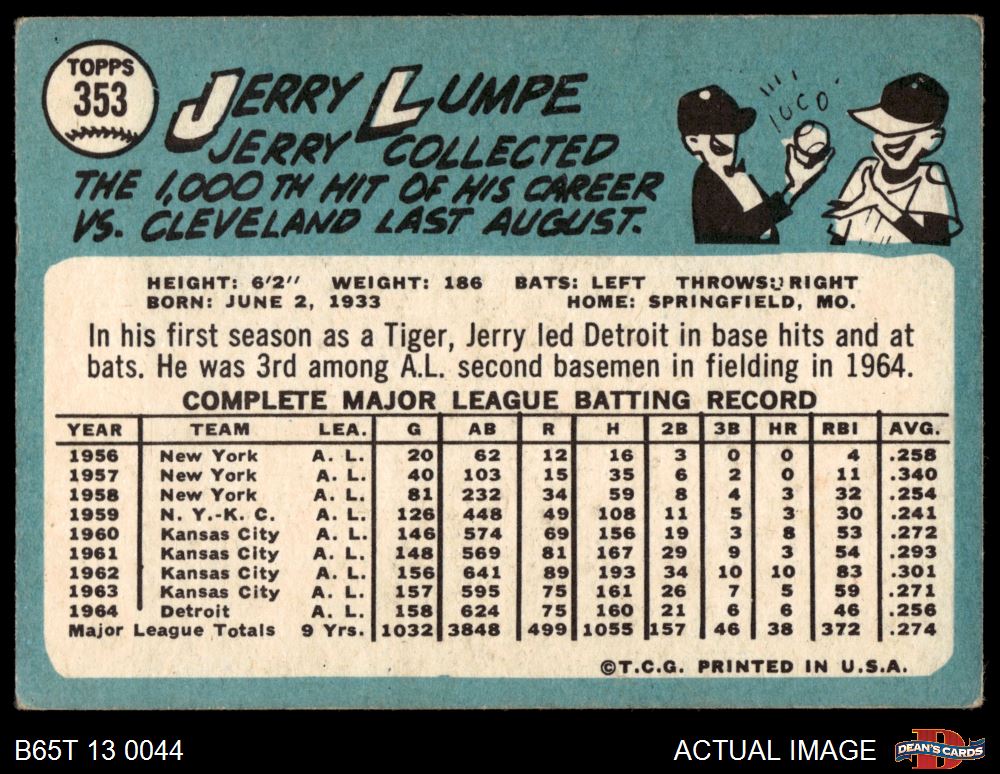 TOPPS
353
JERRY LUMPE
JERRY COLLECTED
THE 1,000TH HIT OF HIS CAREER
VS. CLEVELAND LAST AUGUST.
1000
HEIGHT: 6'2" WEIGHT: 186 BATS: LEFT THROWS: RIGHT
BORN: JUNE 2, 1933 HOME: SPRINGFIELD, MO.
In his first season as a Tiger, Jerry led Detroit in base hits and at
bats. He was 3rd among A.L. second basemen in fielding in 1964.
COMPLETE MAJOR LEAGUE BATTING RECORD
YEAR TEAM LEA. G AB R H 2B 3B HR RBI AVG.
1956 New York A. L. 20 62 12 16 3 0 0 4 .258
1957 New York A. L. 40 103 15 35 6 2 0 11 .340
1958 New York A. L. 81 232 34 59 8 4 3 32 .254
1959 N. Y.-K. C. A. L. 126 448 49 108 11 5 3 30 .241
1960 Kansas City A. L. 146 574 69 156 19 3 8 53 .272
1961 Kansas City A. L. 148 569 81 167 29 9 3 54 .293
1962 Kansas City A. L. 156 641 89 193 34 10 10 83 .301
1963 Kansas City A. L. 157 595 75 161 26 7 5 59 .271
1964 Detroit A. L. 158 624 75 160 21 6 6 46 .256
Major League Totals 9 Yrs. 1032 3848 499 1055 157 46 38 372 .274
©T.C.G. PRINTED IN U.S.A.
B65T 13 0044
ACTUAL IMAGE
D
DEAN'S CARDS